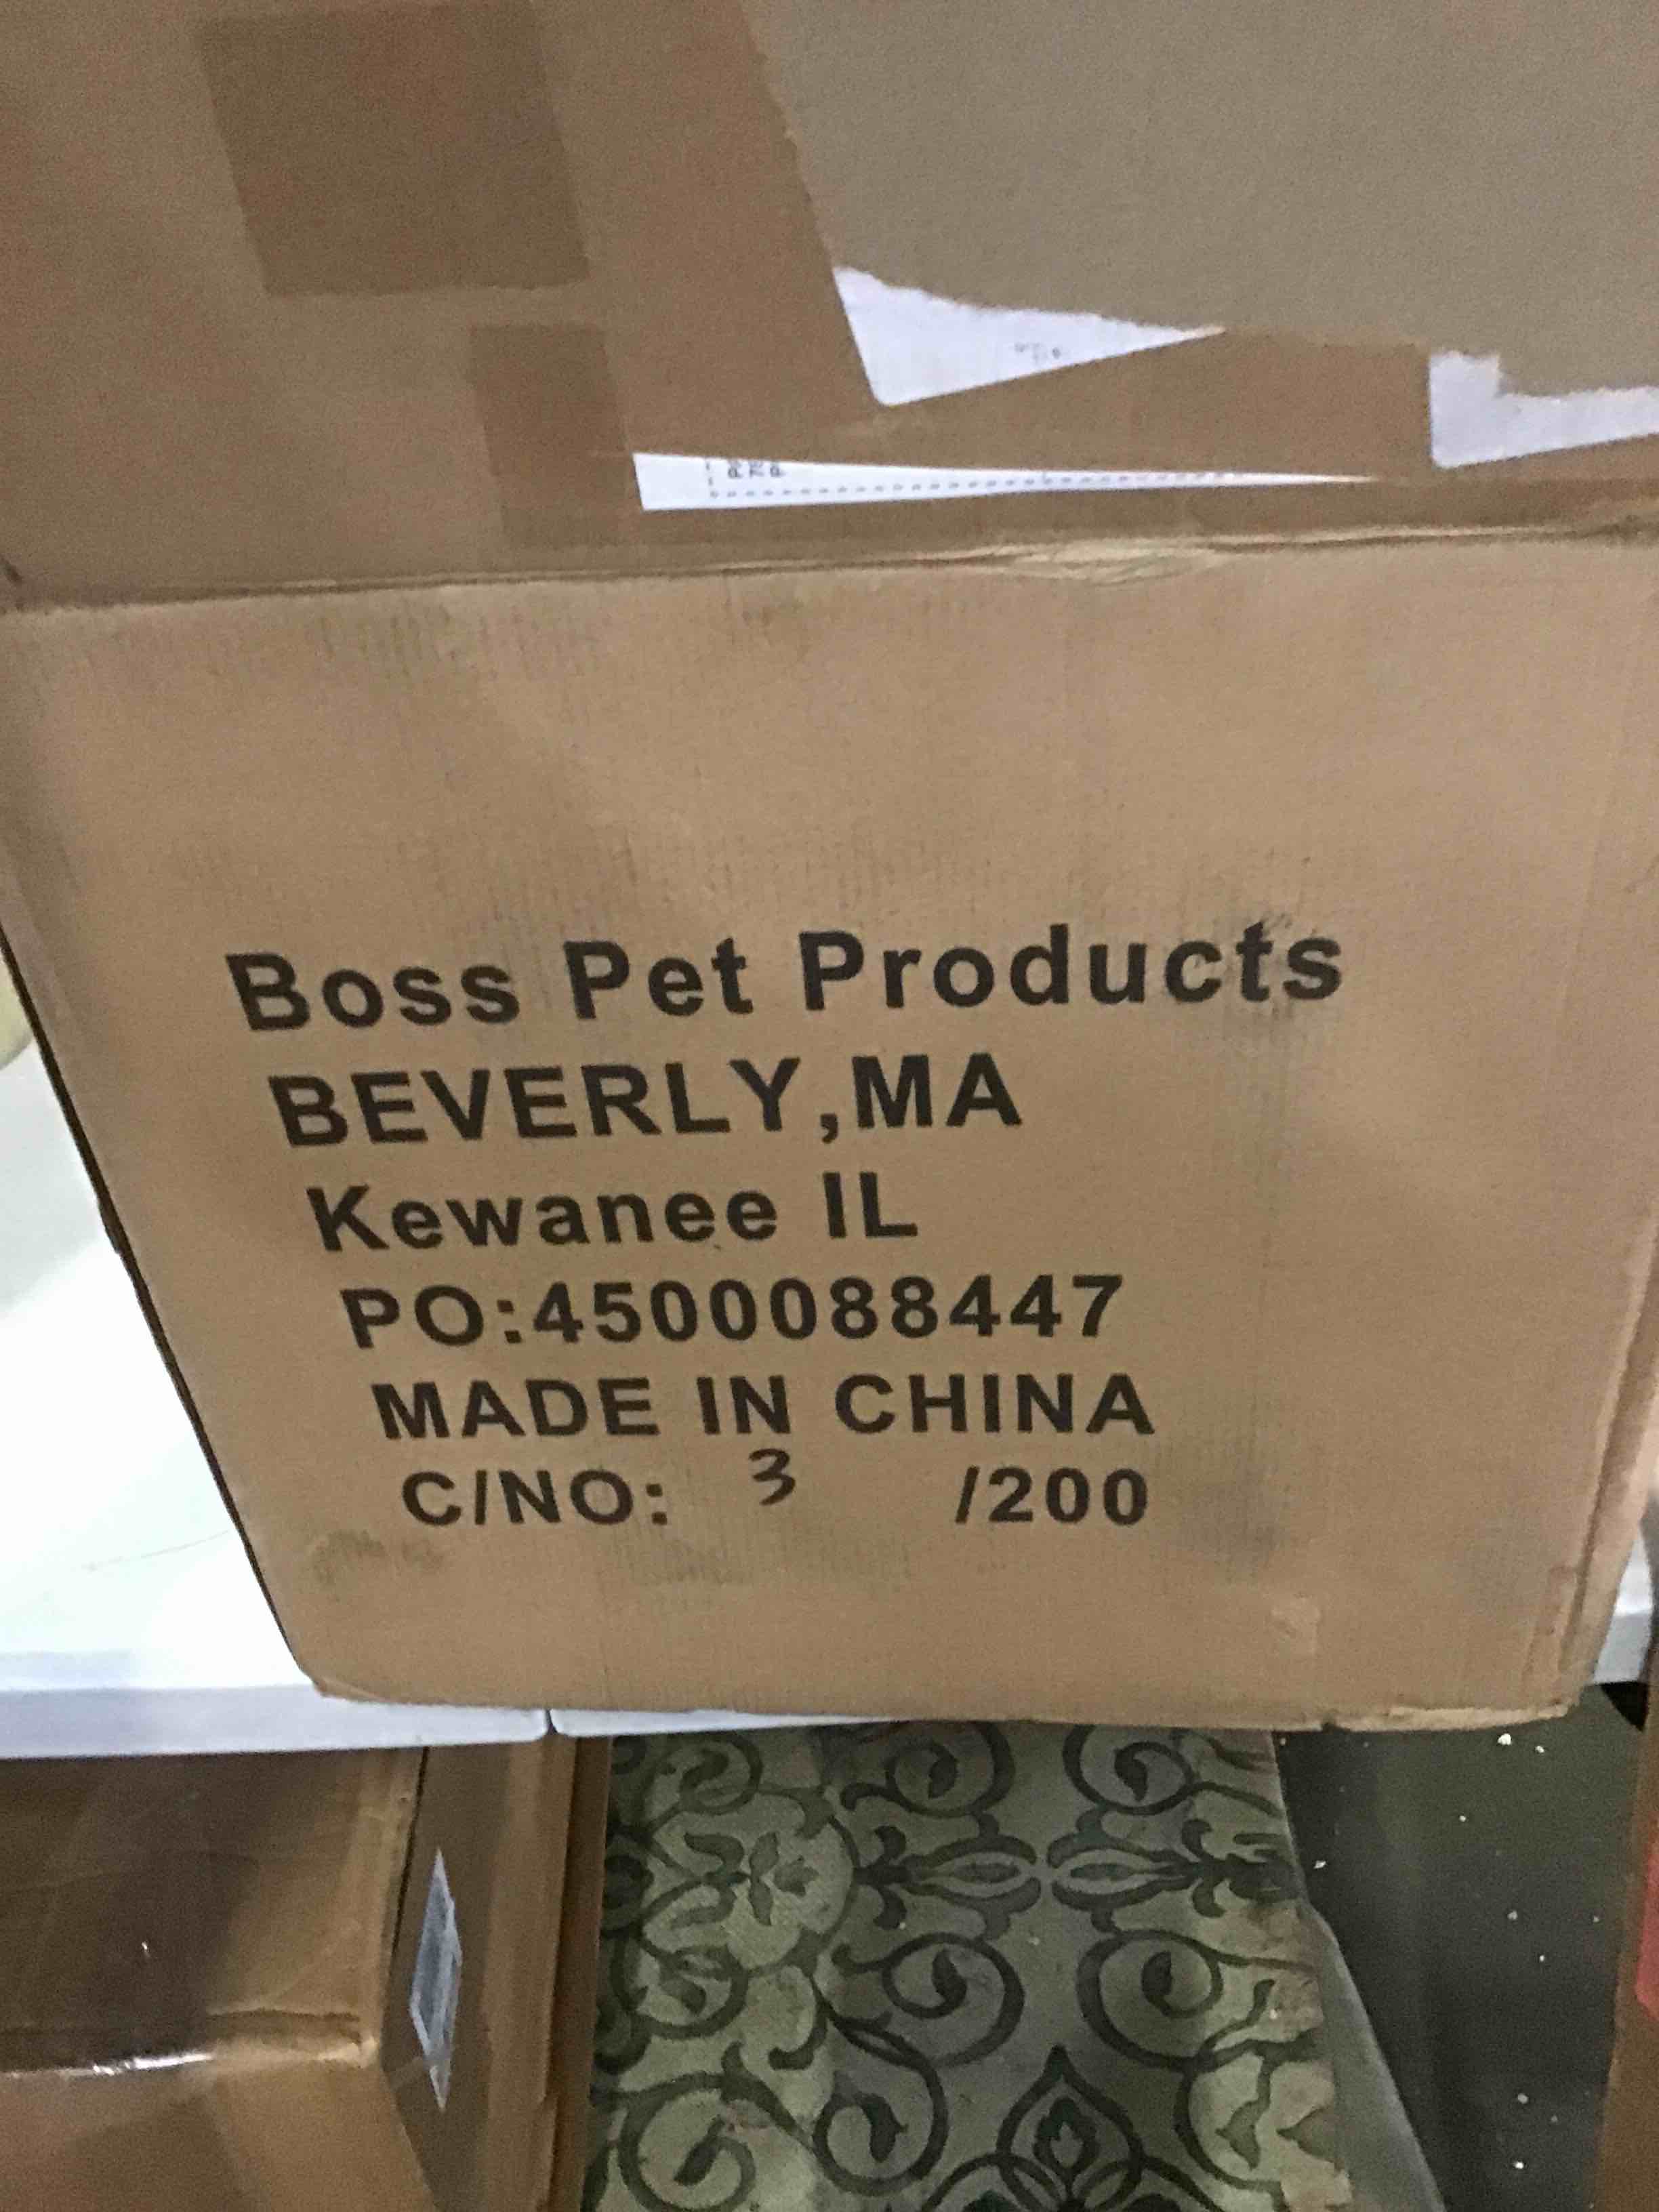 Boss Pet Products
BEVERLY,MA
Kewanee IL
PO:4500088447
MADE IN CHINA
C/NO: 3 /200